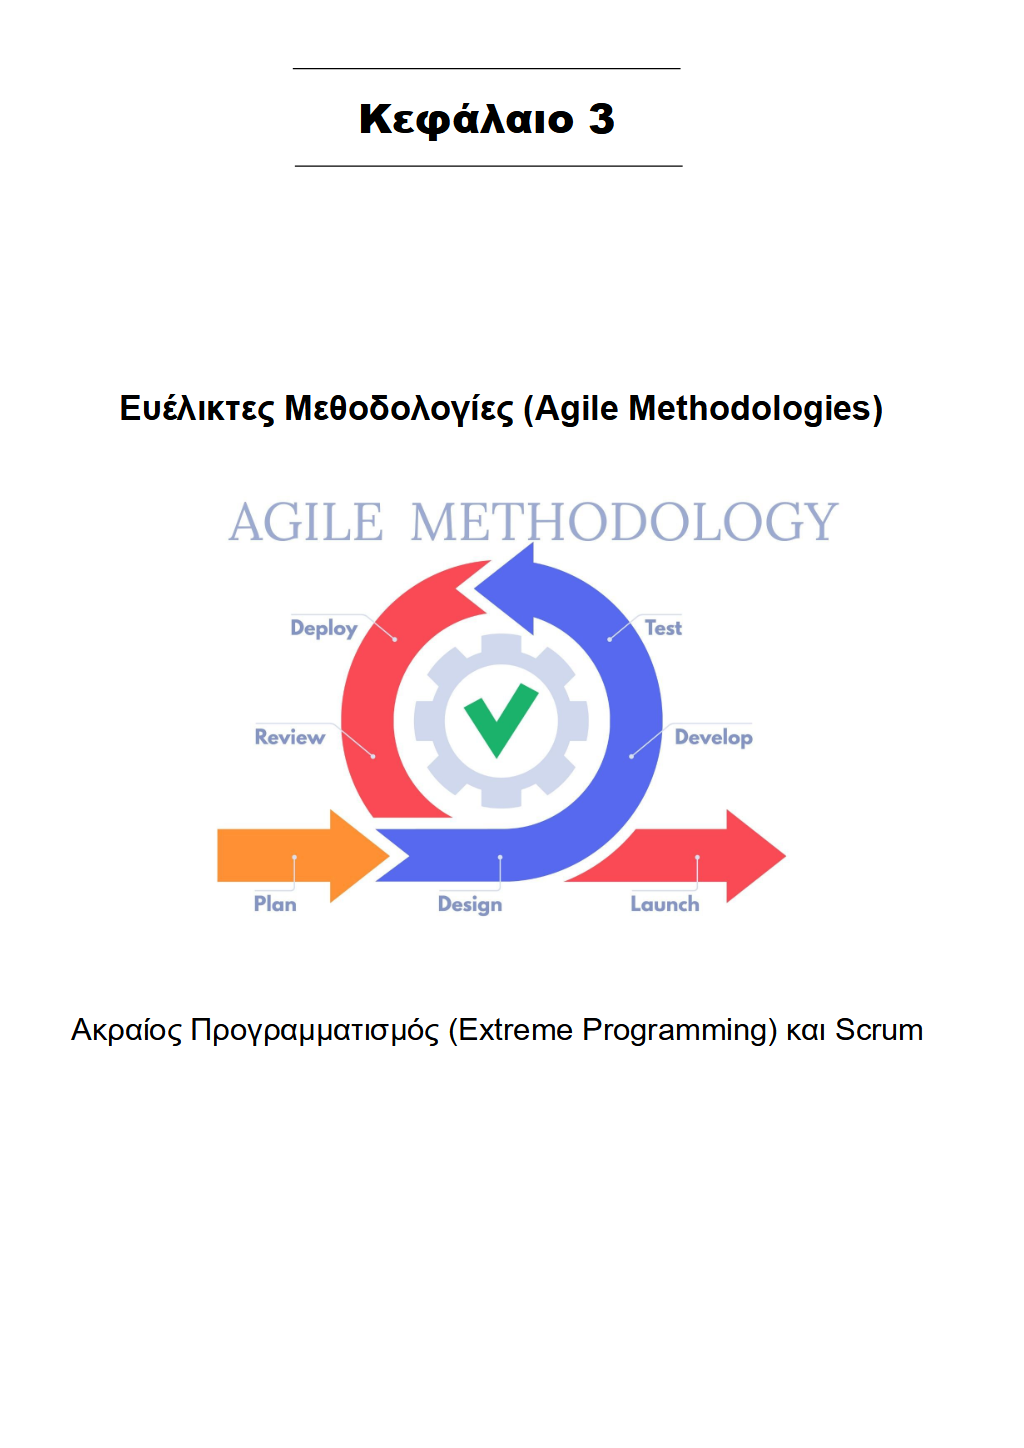 Κεφάλαιο 3
Ευέλικτες Μεθοδολογίες (Agile Methodologies)
AGILE METHODOLOGY
Deploy
Test
Review
Develop
Plan
Design
Launch
Ακραίος Προγραμματισμός (Extreme Programming) και Scrum